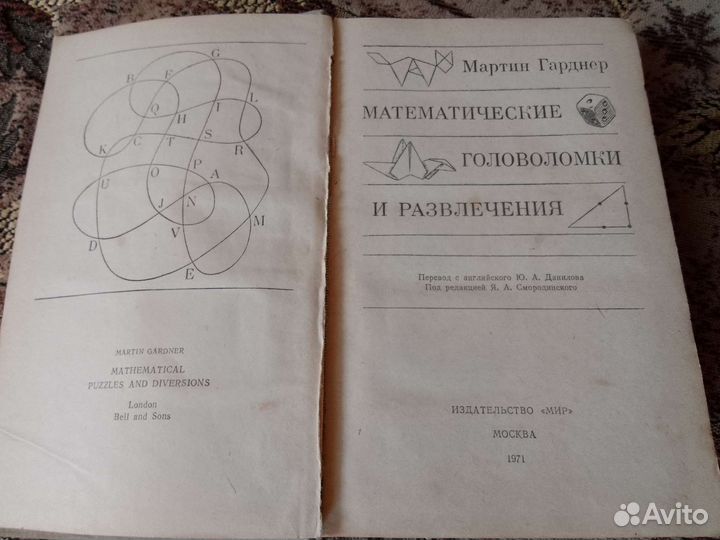 G
B
F
L
Q
I
H
K
C
T
S
R
U
O
P
A
J
N
M
V
D
E
MARTIN GARDNER
MATHEMATICAL
PUZZLES AND DIVERSIONS
London
Bell and Sons
Мартин Гарднер
МАТЕМАТИЧЕСКИЕ
ГОЛОВОЛОМКИ
И РАЗВЛЕЧЕНИЯ
Перевод с английского Ю. А. Данилова
Под редакцией Я. А. Смородинского
ИЗДАТЕЛЬСТВО «МИР»
МОСКВА
1971
Avito